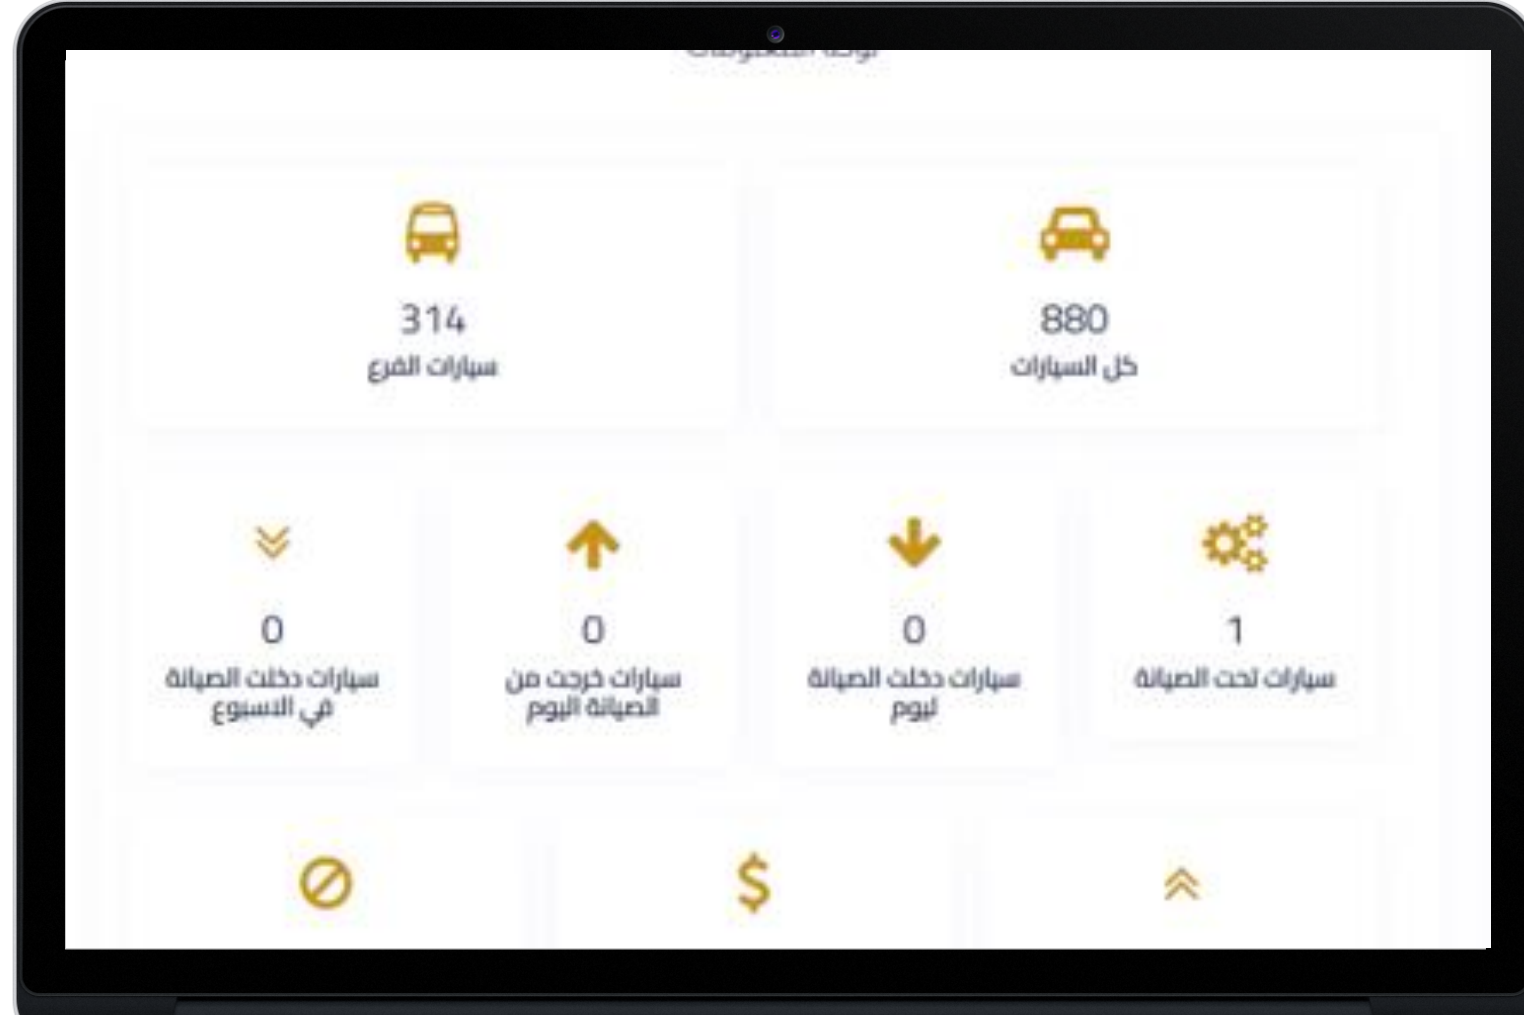 880
كل السيارات
314
سيارات الفرع
1
سيارات تحت الصيانة
0
سيارات دخلت الصيانة
ليوم
0
سيارات خرجت من
الصيانة اليوم
0
سيارات دخلت الصيانة
في الاسبوع